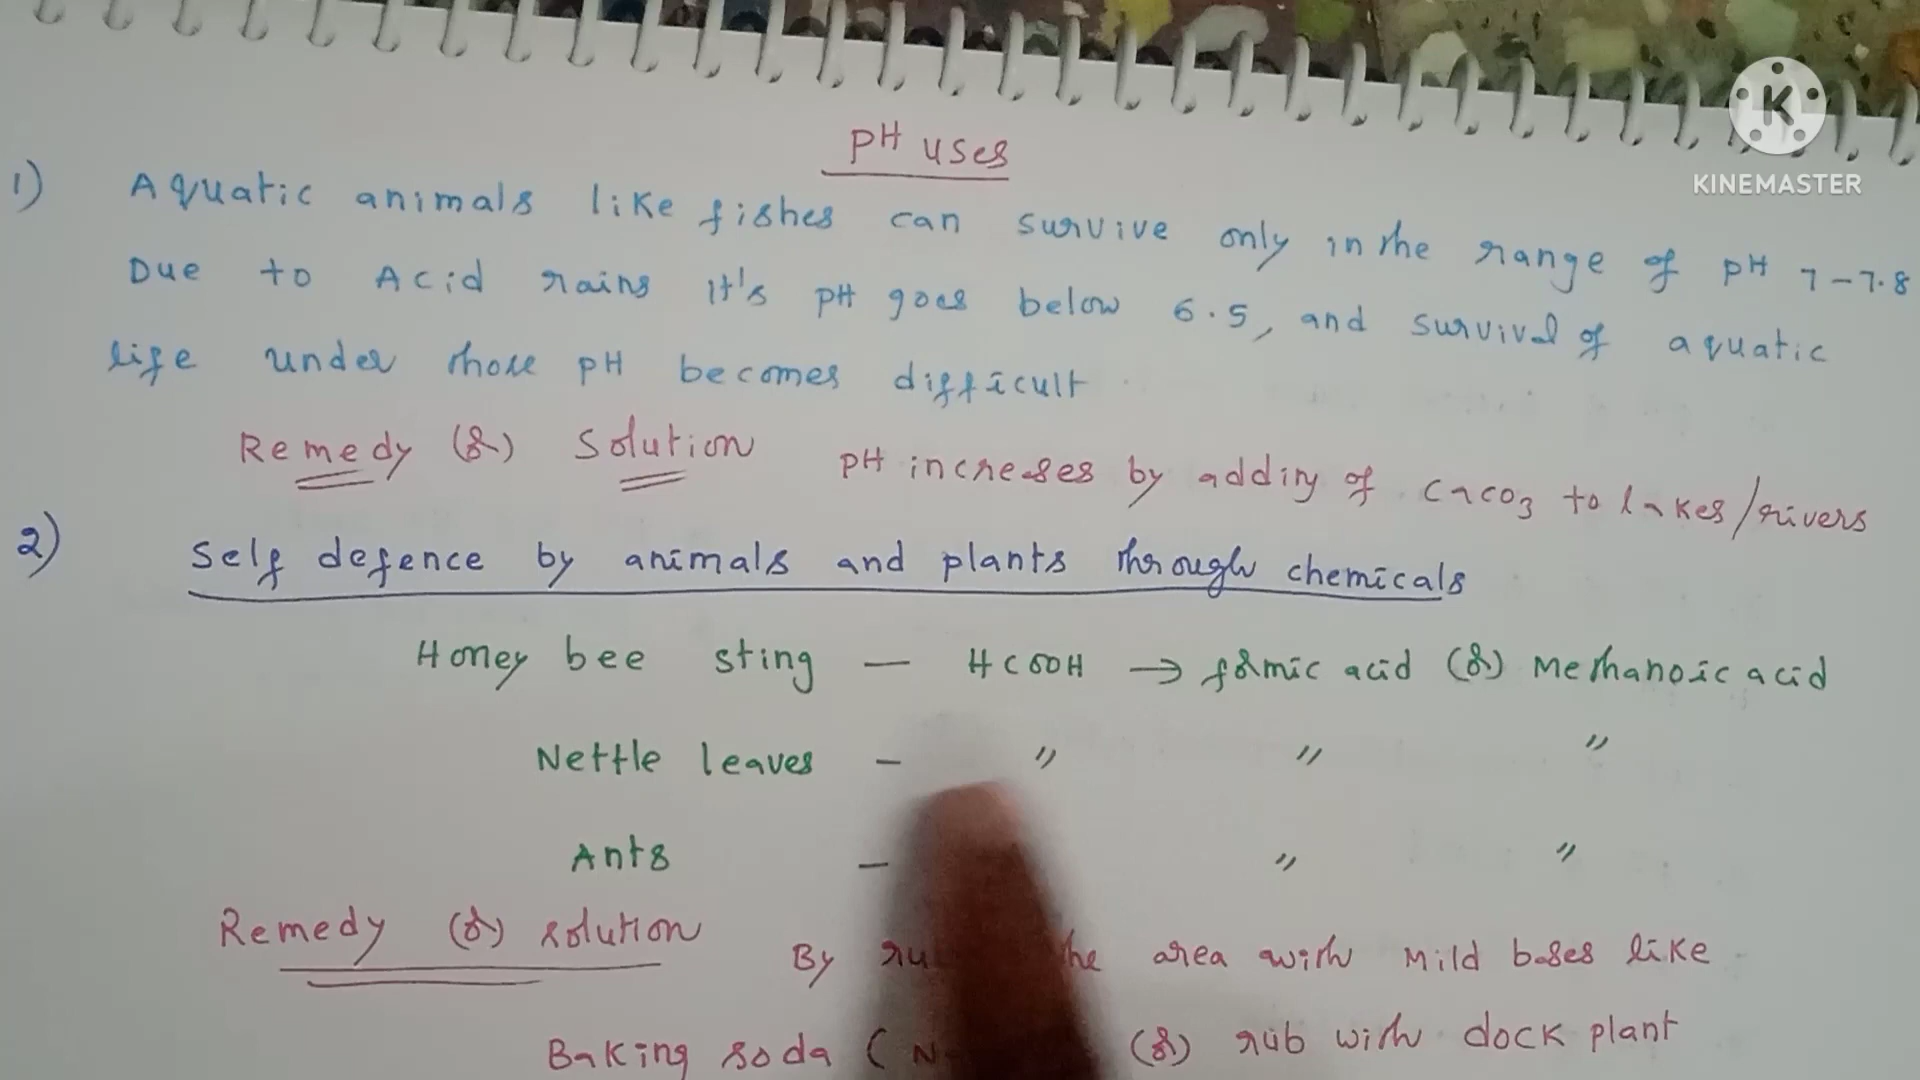 KINEMASTER
pH uses
1) Aquatic animals like fishes can survive only in the range of pH 7-7.8
Due to Acid rains it's pH goes below 6.5, and survival of aquatic
life under those pH becomes difficult
Remedy (or) Solution pH increases by adding of CaCO3 to lakes/rivers
2) Self defence by animals and plants through chemicals
Honey bee sting — HCOOH → formic acid (or) Methanoic acid
Nettle leaves - " " "
Ants - " "
Remedy (or) solution By area with Mild bases like
Baking soda ( (or) rub with dock plant